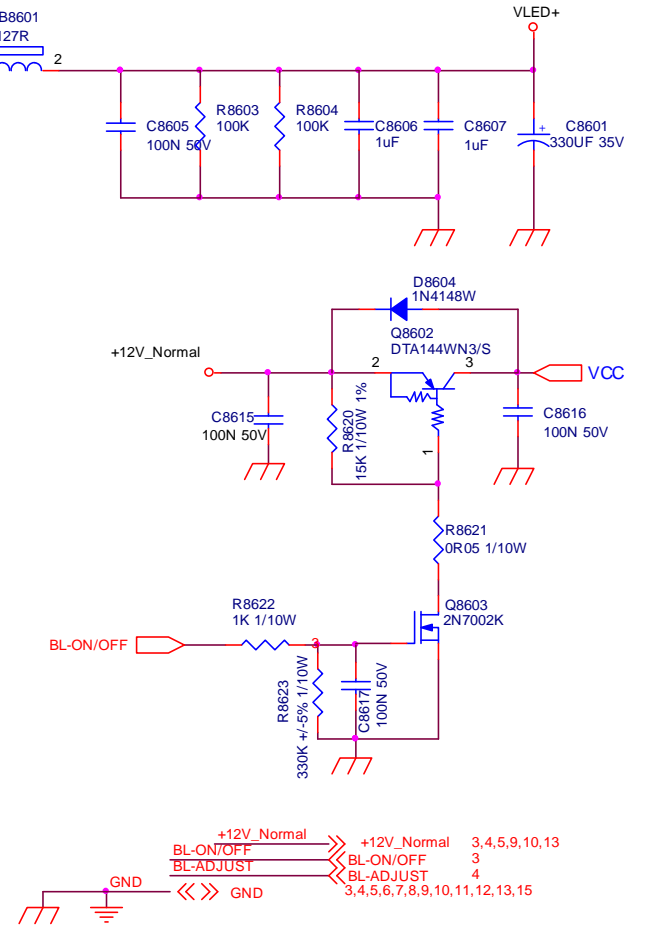 B8601
127R
2
VLED+
C8605
100N 50V
R8603
100K
R8604
100K
C8606
1uF
C8607
1uF
+
C8601
330UF 35V
D8604
1N4148W
Q8602
DTA144WN3/S
+12V_Normal
2
3
VCC
C8615
100N 50V
R8620
15K 1/10W 1%
1
C8616
100N 50V
R8621
0R05 1/10W
R8622
1K 1/10W
Q8603
2N7002K
BL-ON/OFF
3
R8623
330K +/-5% 1/10W
C8617
100N 50V
+12V_Normal
+12V_Normal 3,4,5,9,10,13
BL-ON/OFF
BL-ON/OFF 3
BL-ADJUST
BL-ADJUST 4
GND
GND 3,4,5,6,7,8,9,10,11,12,13,15